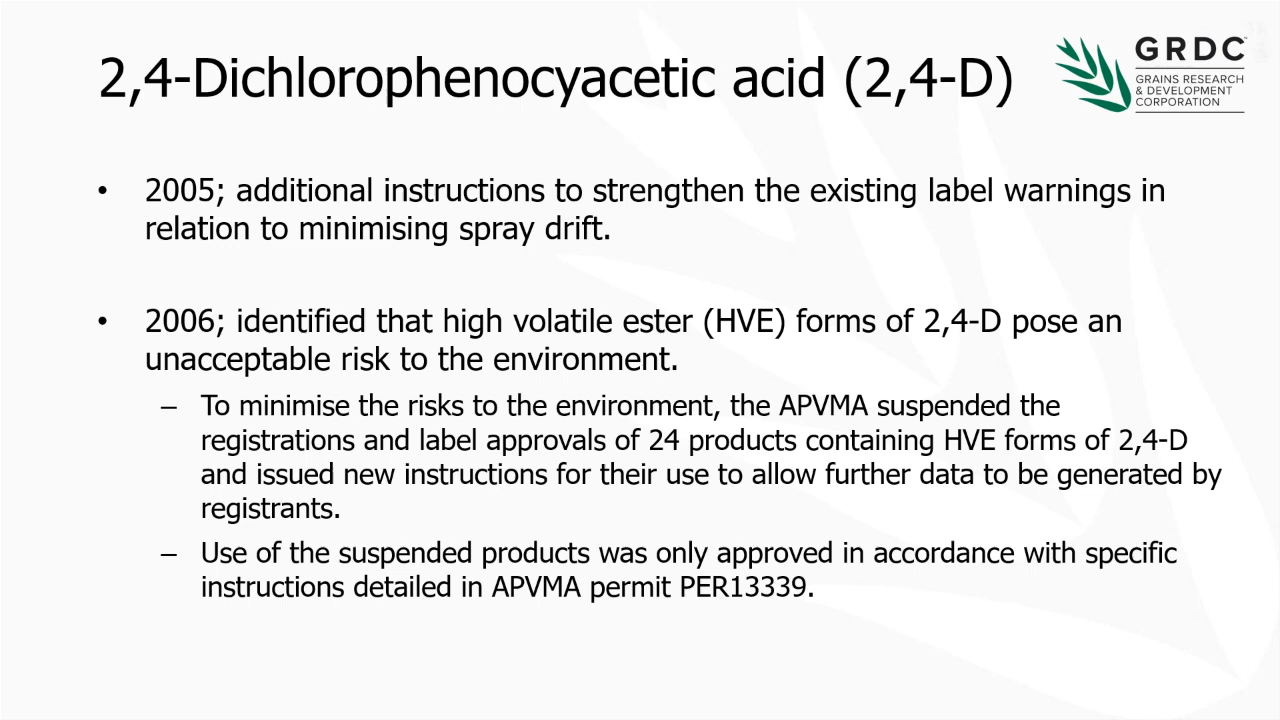 2,4-Dichlorophenocyacetic acid (2,4-D)
GRDC™
GRAINS RESEARCH
& DEVELOPMENT
CORPORATION
• 2005; additional instructions to strengthen the existing label warnings in
relation to minimising spray drift.
• 2006; identified that high volatile ester (HVE) forms of 2,4-D pose an
unacceptable risk to the environment.
– To minimise the risks to the environment, the APVMA suspended the
registrations and label approvals of 24 products containing HVE forms of 2,4-D
and issued new instructions for their use to allow further data to be generated by
registrants.
– Use of the suspended products was only approved in accordance with specific
instructions detailed in APVMA permit PER13339.